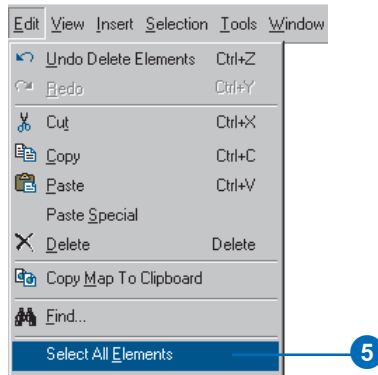 Edit View Insert Selection Tools Window
Undo Delete Elements Ctrl+Z
Redo Ctrl+Y
Cut Ctrl+X
Copy Ctrl+C
Paste Ctrl+V
Paste Special
Delete Delete
Copy Map To Clipboard
Find...
Select All Elements 5